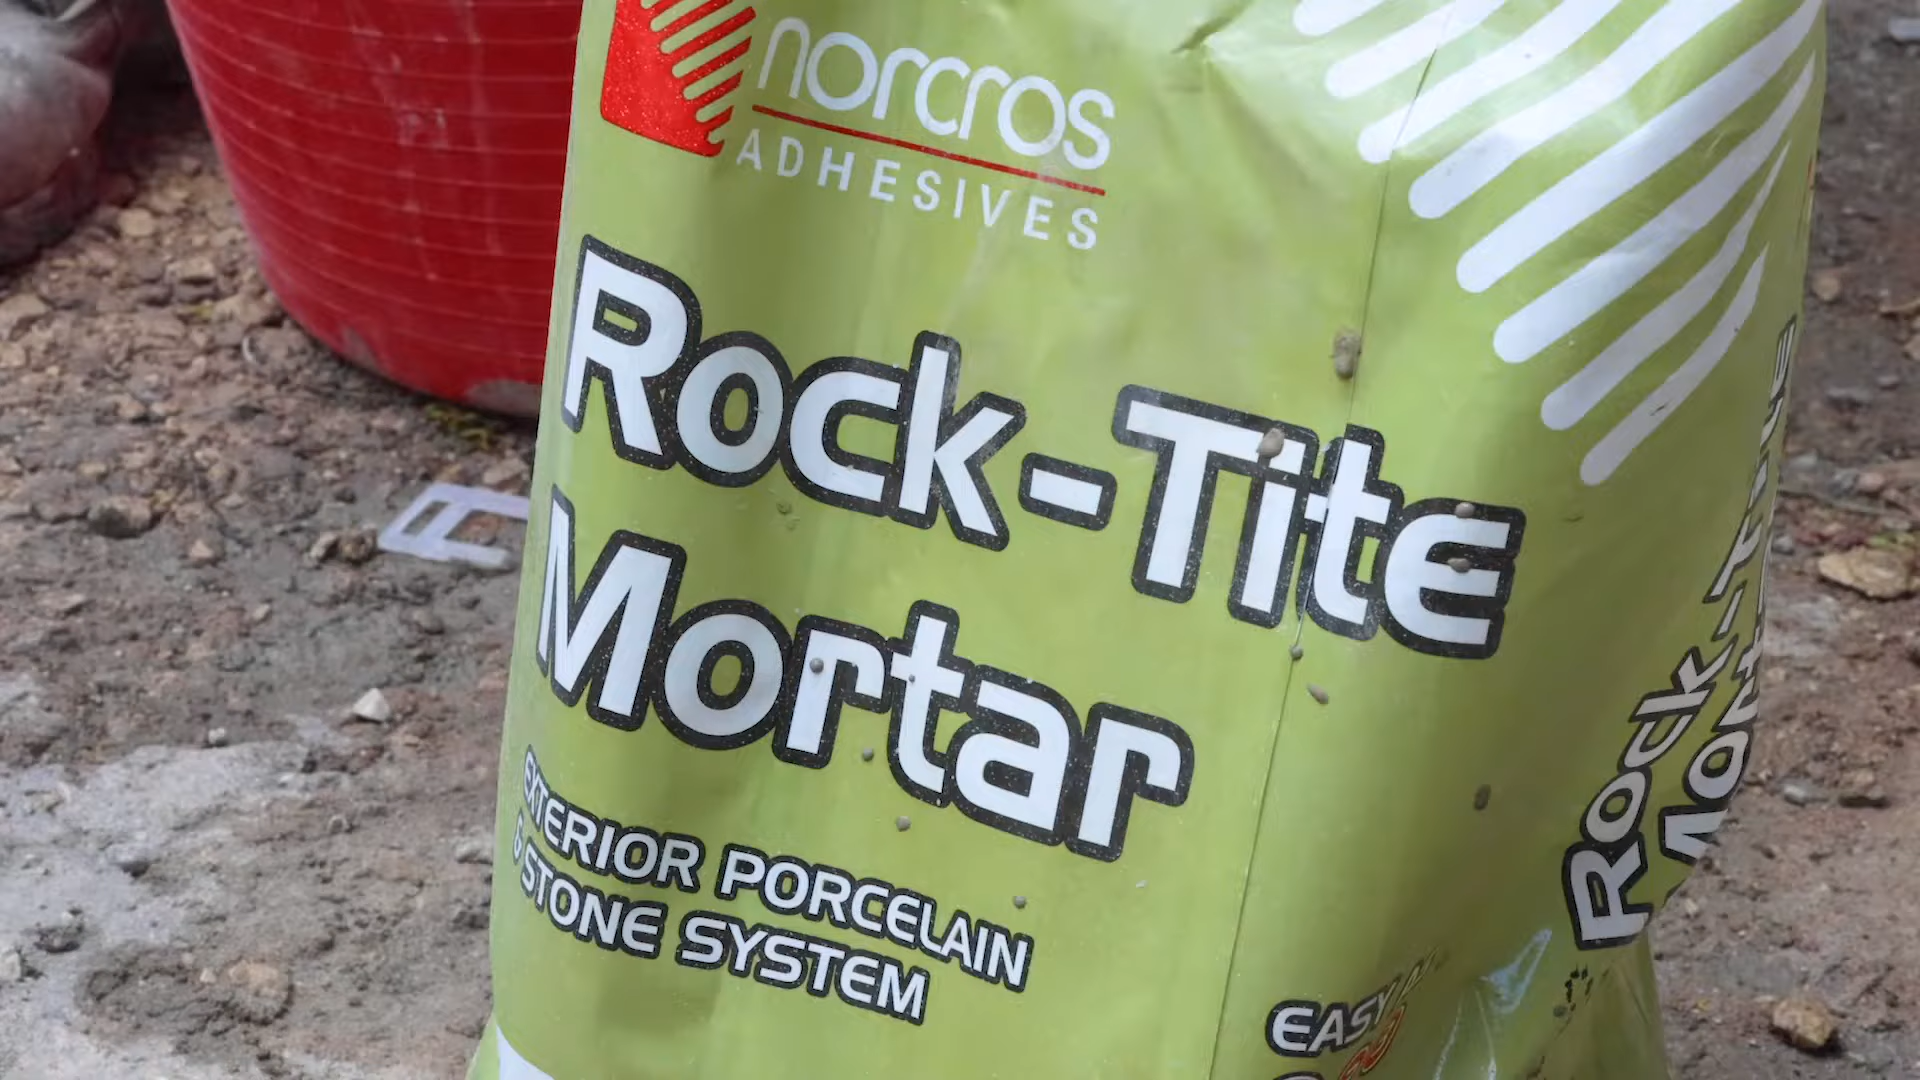 norcros
ADHESIVES
Rock-Tite
Mortar
EXTERIOR PORCELAIN
& STONE SYSTEM
EASY
Rock-Tite